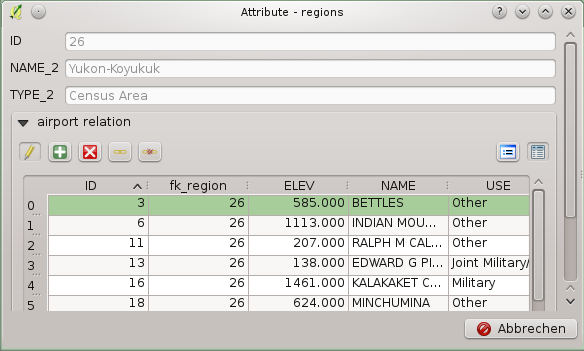 Attribute - regions
ID 26
NAME_2 Yukon-Koyukuk
TYPE_2 Census Area
airport relation
ID fk_region ELEV NAME USE
0 3 26 585.000 BETTLES Other
1 6 26 1113.000 INDIAN MOU... Other
2 11 26 207.000 RALPH M CAL... Other
3 13 26 138.000 EDWARD G PI... Joint Military/
4 16 26 1461.000 KALAKAKET C... Military
5 18 26 624.000 MINCHUMINA Other
Abbrechen